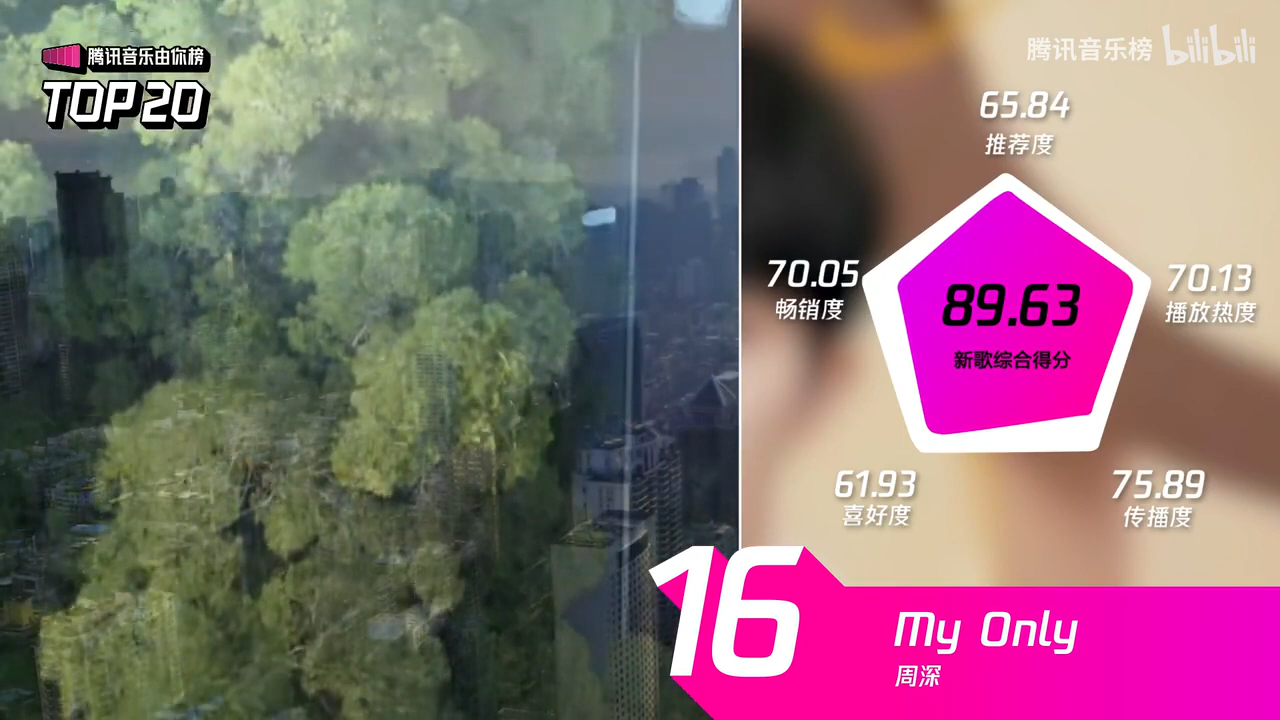 腾讯音乐由你榜
TOP20
腾讯音乐榜 bilibili
65.84
推荐度
70.05
畅销度
70.13
播放热度
89.63
新歌综合得分
61.93
喜好度
75.89
传播度
16
My Only
周深